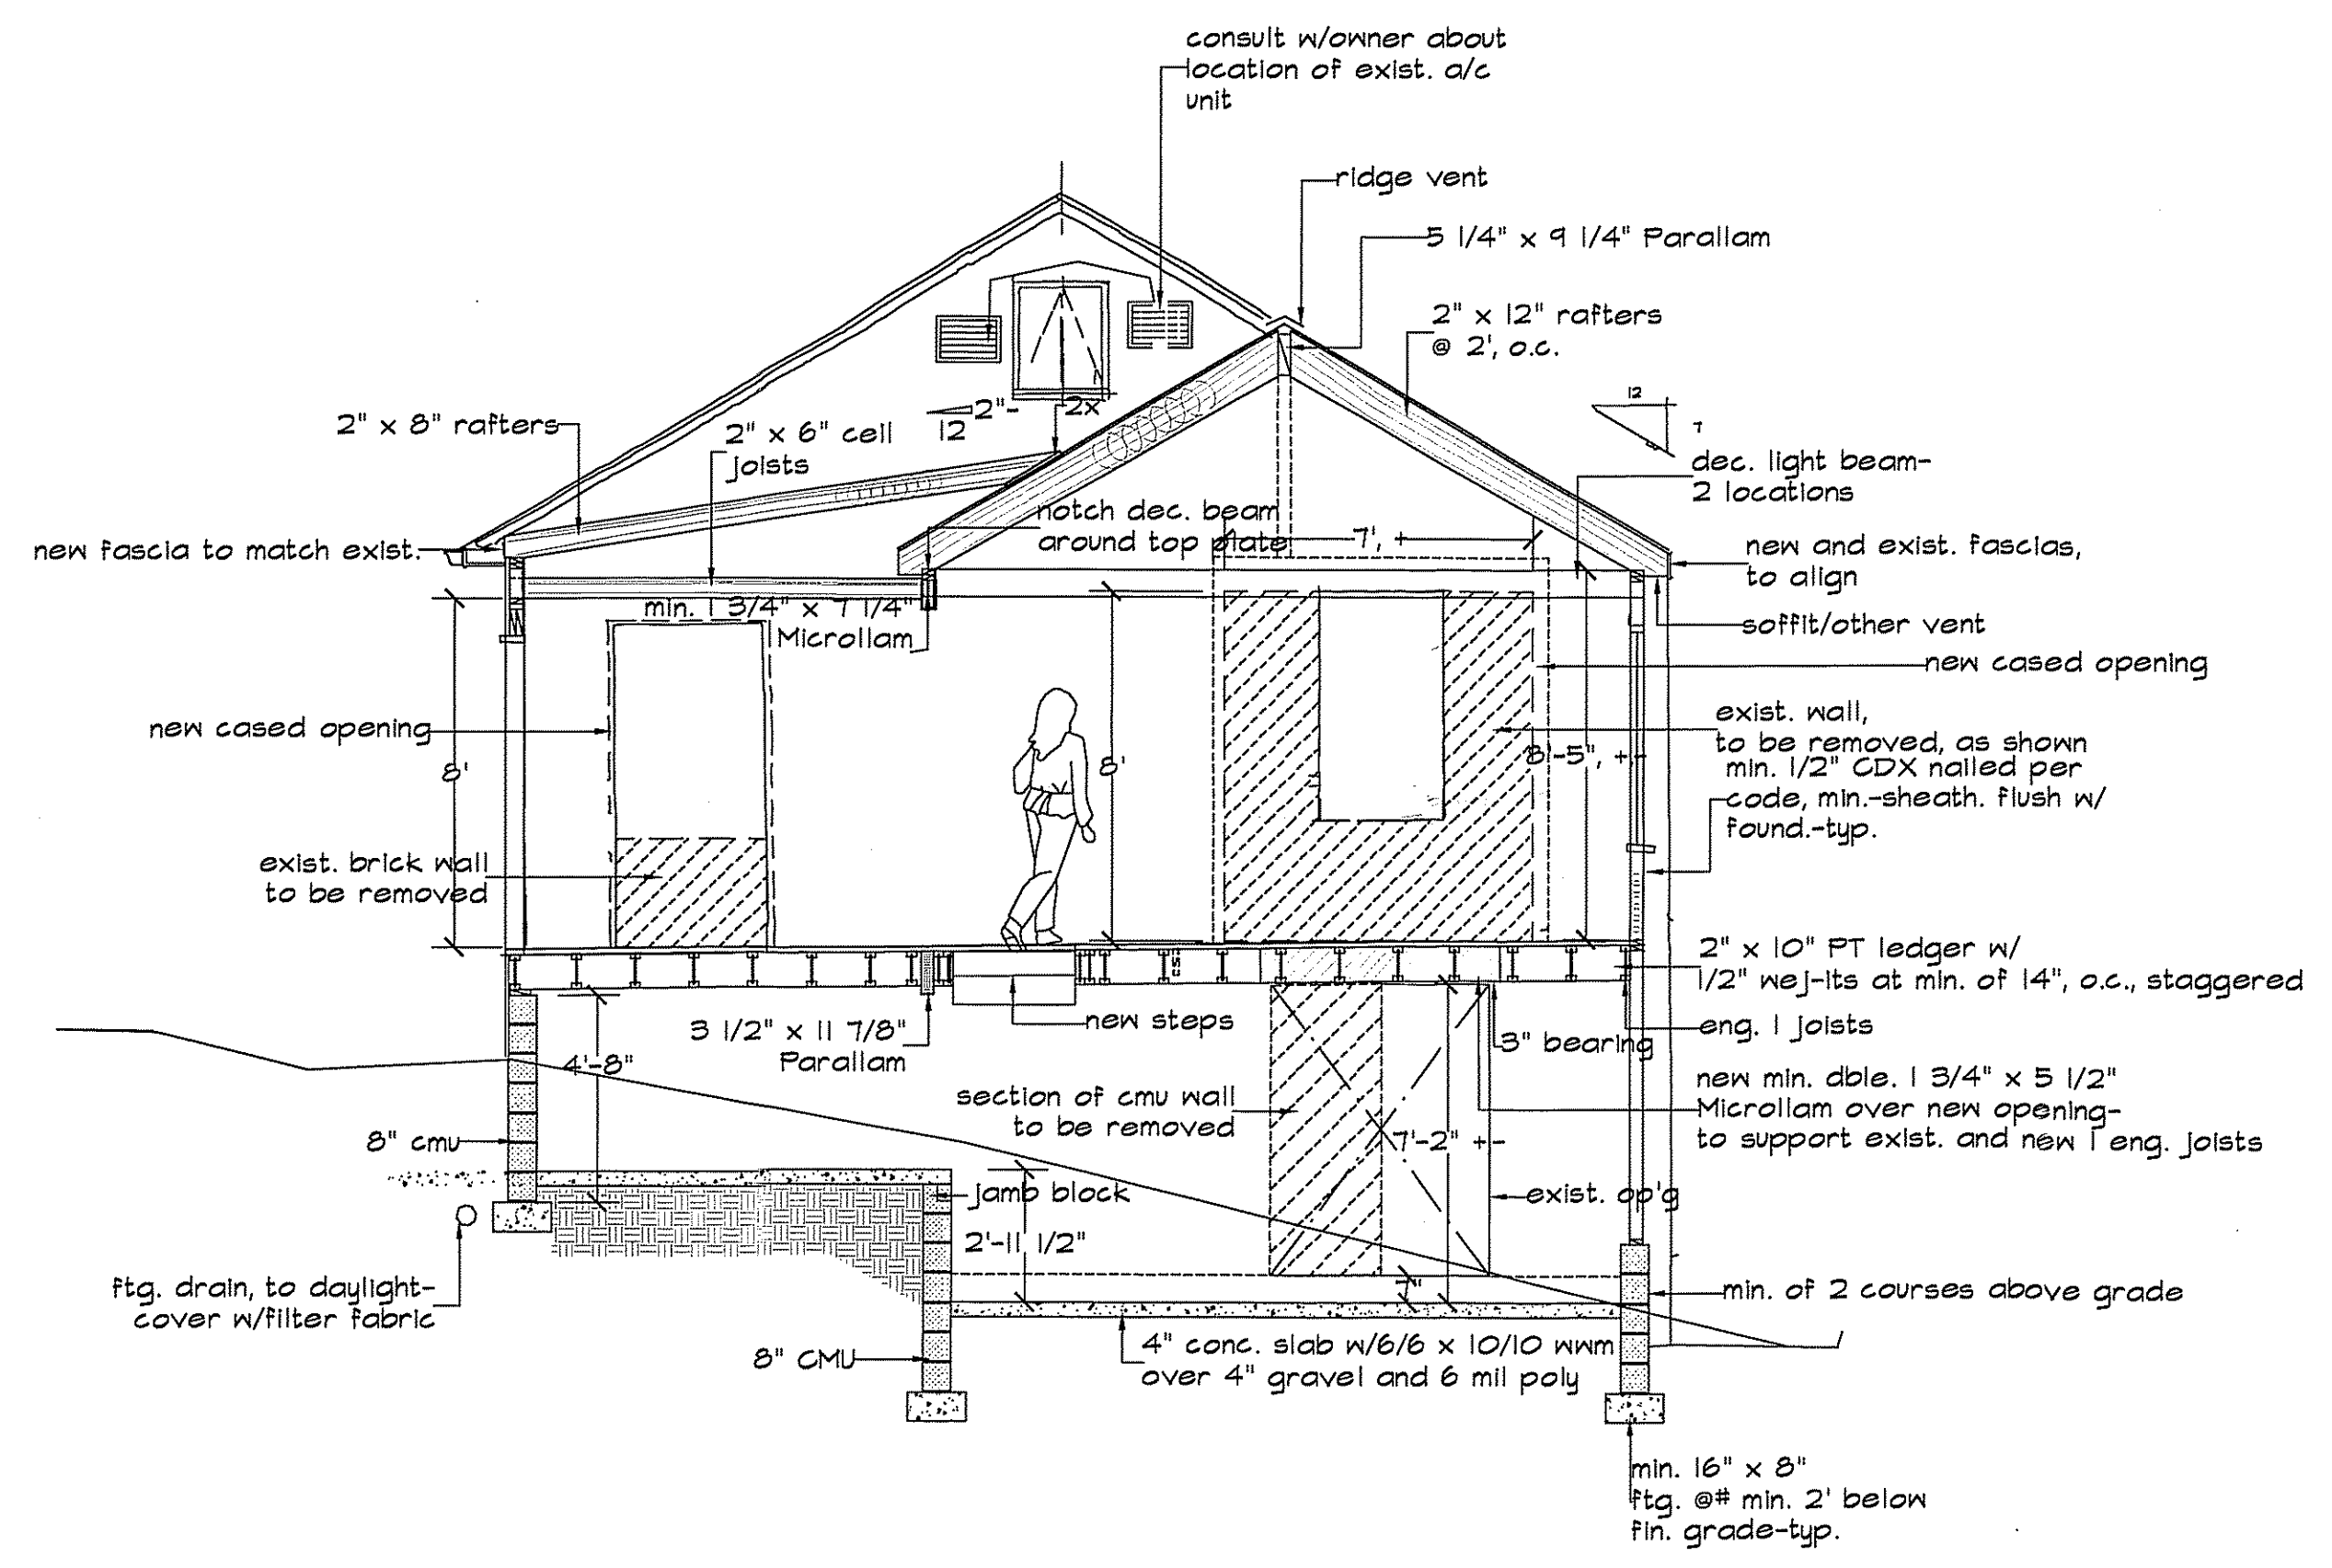 consult w/owner about
location of exist. a/c
unit
ridge vent
5 1/4" x 9 1/4" Parallam
2" x 12" rafters
@ 2', o.c.
12
7
2" x 8" rafters
2" x 6" ceil
joists
2"-
12
2x
dec. light beam-
2 locations
notch dec. beam
around top plate
7', +
new fascia to match exist.
new and exist. fascias,
to align
min. 1 3/4" x 7 1/4"
Microllam
soffit/other vent
new cased opening
new cased opening
exist. wall,
to be removed, as shown
8'
8'
8'-5", +-
min. 1/2" CDX nailed per
code, min.-sheath. flush w/
found.-typ.
exist. brick wall
to be removed
2" x 10" PT ledger w/
1/2" wej-its at min. of 14", o.c., staggered
3 1/2" x 11 7/8"
Parallam
new steps
3" bearing
eng. I joists
4'-8"
new min. dble. 1 3/4" x 5 1/2"
Microllam over new opening-
to support exist. and new I eng. joists
section of cmu wall
to be removed
7'-2" +-
8" cmu
jamb block
exist. op'g
2'-11 1/2"
7"
ftg. drain, to daylight-
cover w/filter fabric
min. of 2 courses above grade
8" CMU
4" conc. slab w/6/6 x 10/10 wwm
over 4" gravel and 6 mil poly
min. 16" x 8"
ftg. @# min. 2' below
fin. grade-typ.